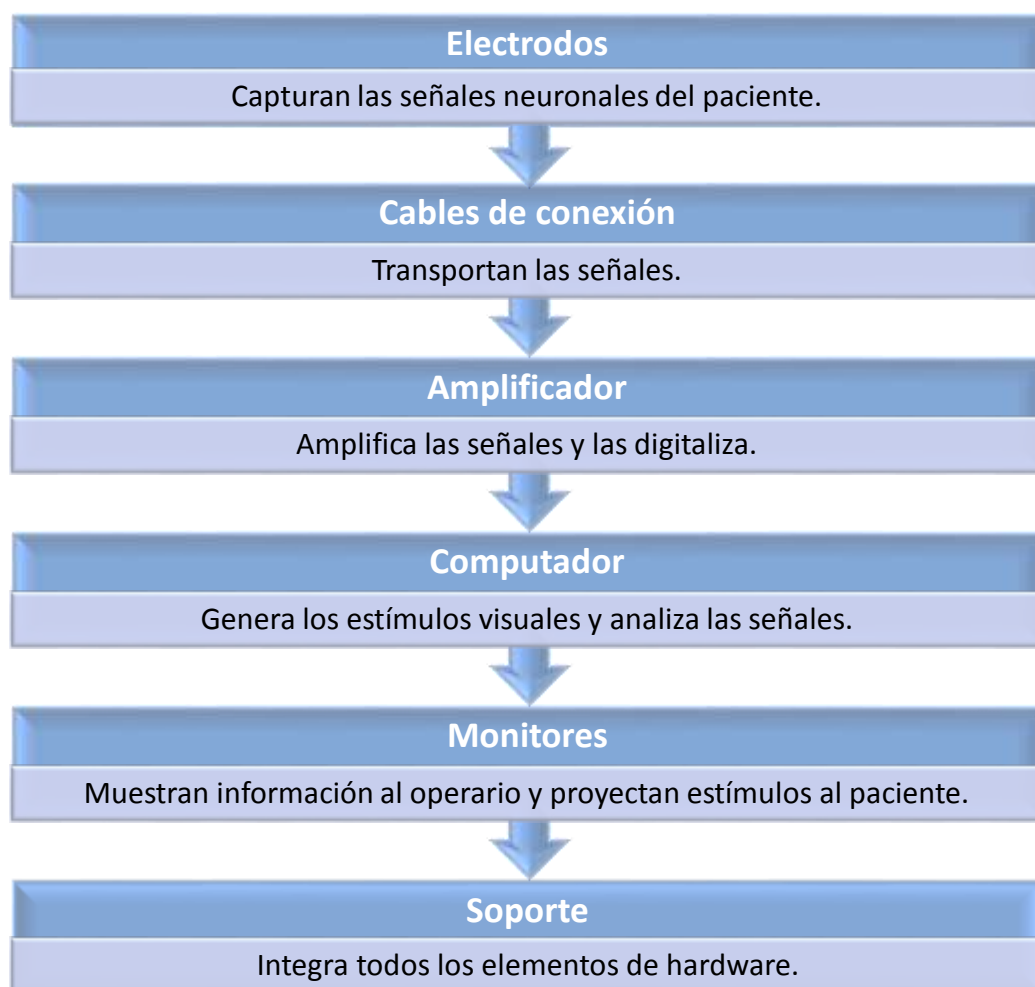 Electrodos
Capturan las señales neuronales del paciente.
Cables de conexión
Transportan las señales.
Amplificador
Amplifica las señales y las digitaliza.
Computador
Genera los estímulos visuales y analiza las señales.
Monitores
Muestran información al operario y proyectan estímulos al paciente.
Soporte
Integra todos los elementos de hardware.